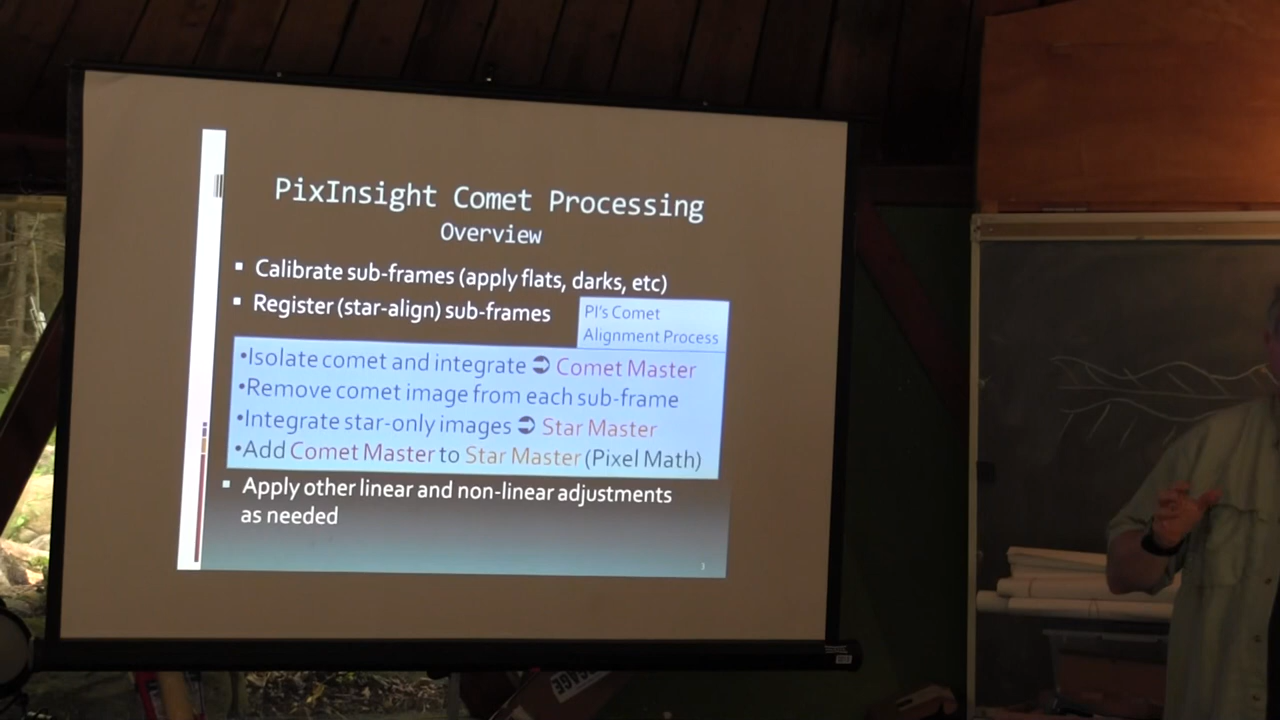 PixInsight Comet Processing
Overview
▪ Calibrate sub-frames (apply flats, darks, etc)
▪ Register (star-align) sub-frames
PI's Comet
Alignment Process
•Isolate comet and integrate ➲ Comet Master
•Remove comet image from each sub-frame
•Integrate star-only images ➲ Star Master
•Add Comet Master to Star Master (Pixel Math)
▪ Apply other linear and non-linear adjustments
as needed
3